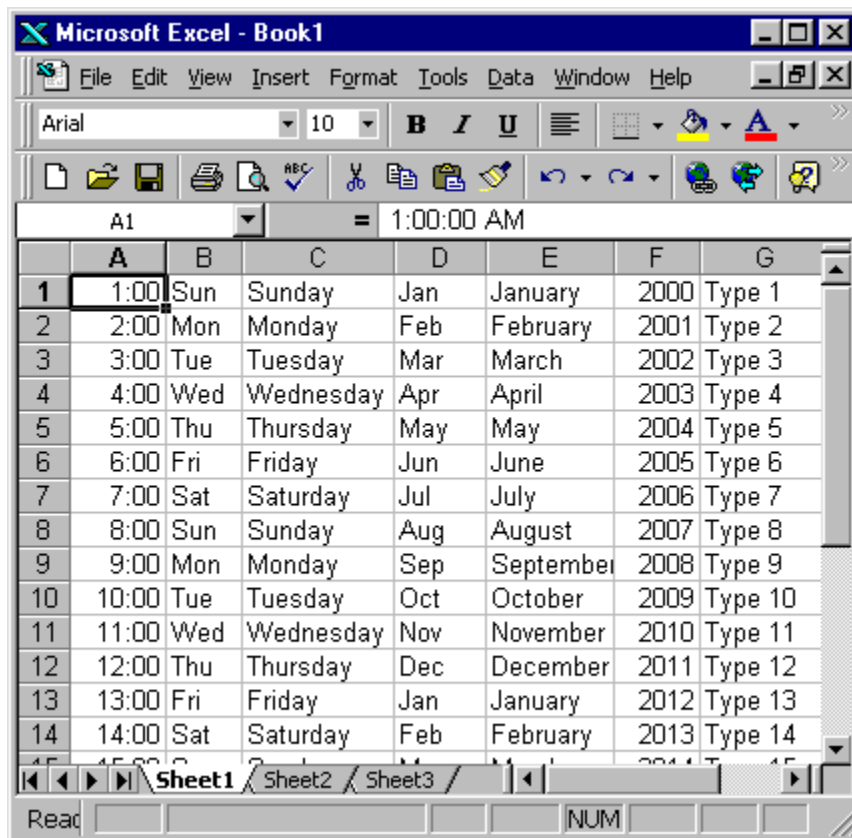 Microsoft Excel - Book1
File Edit View Insert Format Tools Data Window Help
Arial 10 B I U A
ABC
A1 = 1:00:00 AM
A B C D E F G
1 1:00 Sun Sunday Jan January 2000 Type 1
2 2:00 Mon Monday Feb February 2001 Type 2
3 3:00 Tue Tuesday Mar March 2002 Type 3
4 4:00 Wed Wednesday Apr April 2003 Type 4
5 5:00 Thu Thursday May May 2004 Type 5
6 6:00 Fri Friday Jun June 2005 Type 6
7 7:00 Sat Saturday Jul July 2006 Type 7
8 8:00 Sun Sunday Aug August 2007 Type 8
9 9:00 Mon Monday Sep September 2008 Type 9
10 10:00 Tue Tuesday Oct October 2009 Type 10
11 11:00 Wed Wednesday Nov November 2010 Type 11
12 12:00 Thu Thursday Dec December 2011 Type 12
13 13:00 Fri Friday Jan January 2012 Type 13
14 14:00 Sat Saturday Feb February 2013 Type 14
Sheet1 Sheet2 Sheet3
Read NUM